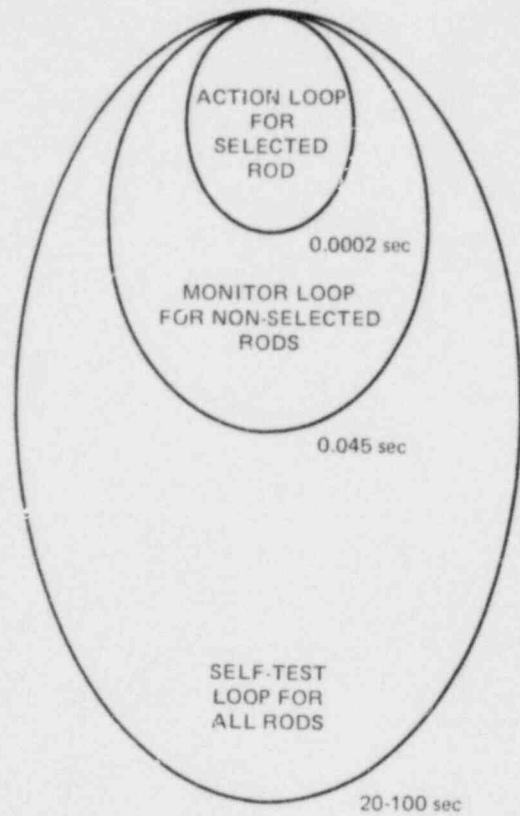 ACTION LOOP
FOR
SELECTED
ROD
0.0002 sec
MONITOR LOOP
FOR NON-SELECTED
RODS
0.045 sec
SELF-TEST
LOOP FOR
ALL RODS
20-100 sec